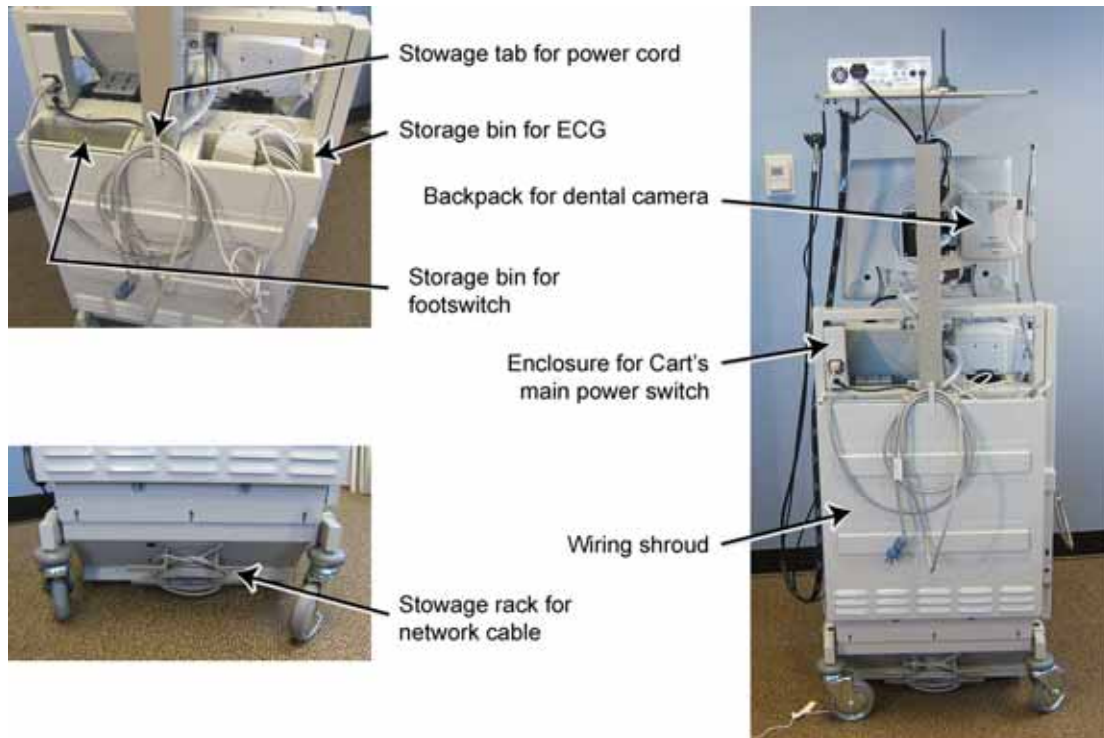 Stowage tab for power cord
Storage bin for ECG
Backpack for dental camera
Storage bin for
footswitch
Enclosure for Cart's
main power switch
Wiring shroud
Stowage rack for
network cable